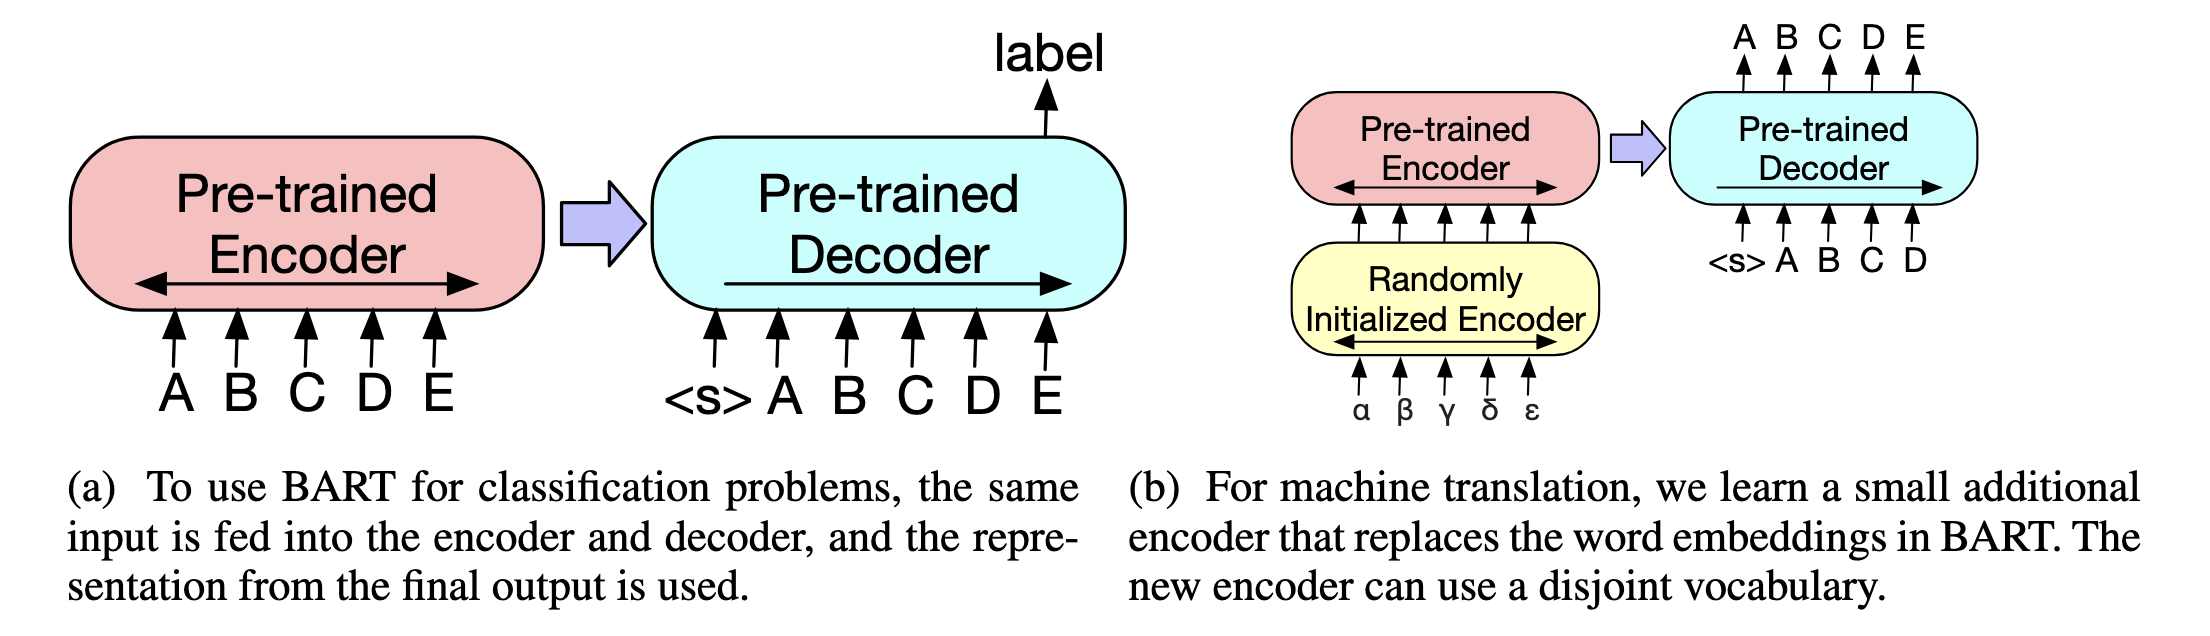 label
Pre-trained
Encoder
Pre-trained
Decoder
A B C D E
<s> A B C D E
(a) To use BART for classification problems, the same
input is fed into the encoder and decoder, and the repre-
sentation from the final output is used.
A B C D E
Pre-trained
Encoder
Pre-trained
Decoder
<s> A B C D
Randomly
Initialized Encoder
α β γ δ ε
(b) For machine translation, we learn a small additional
encoder that replaces the word embeddings in BART. The
new encoder can use a disjoint vocabulary.